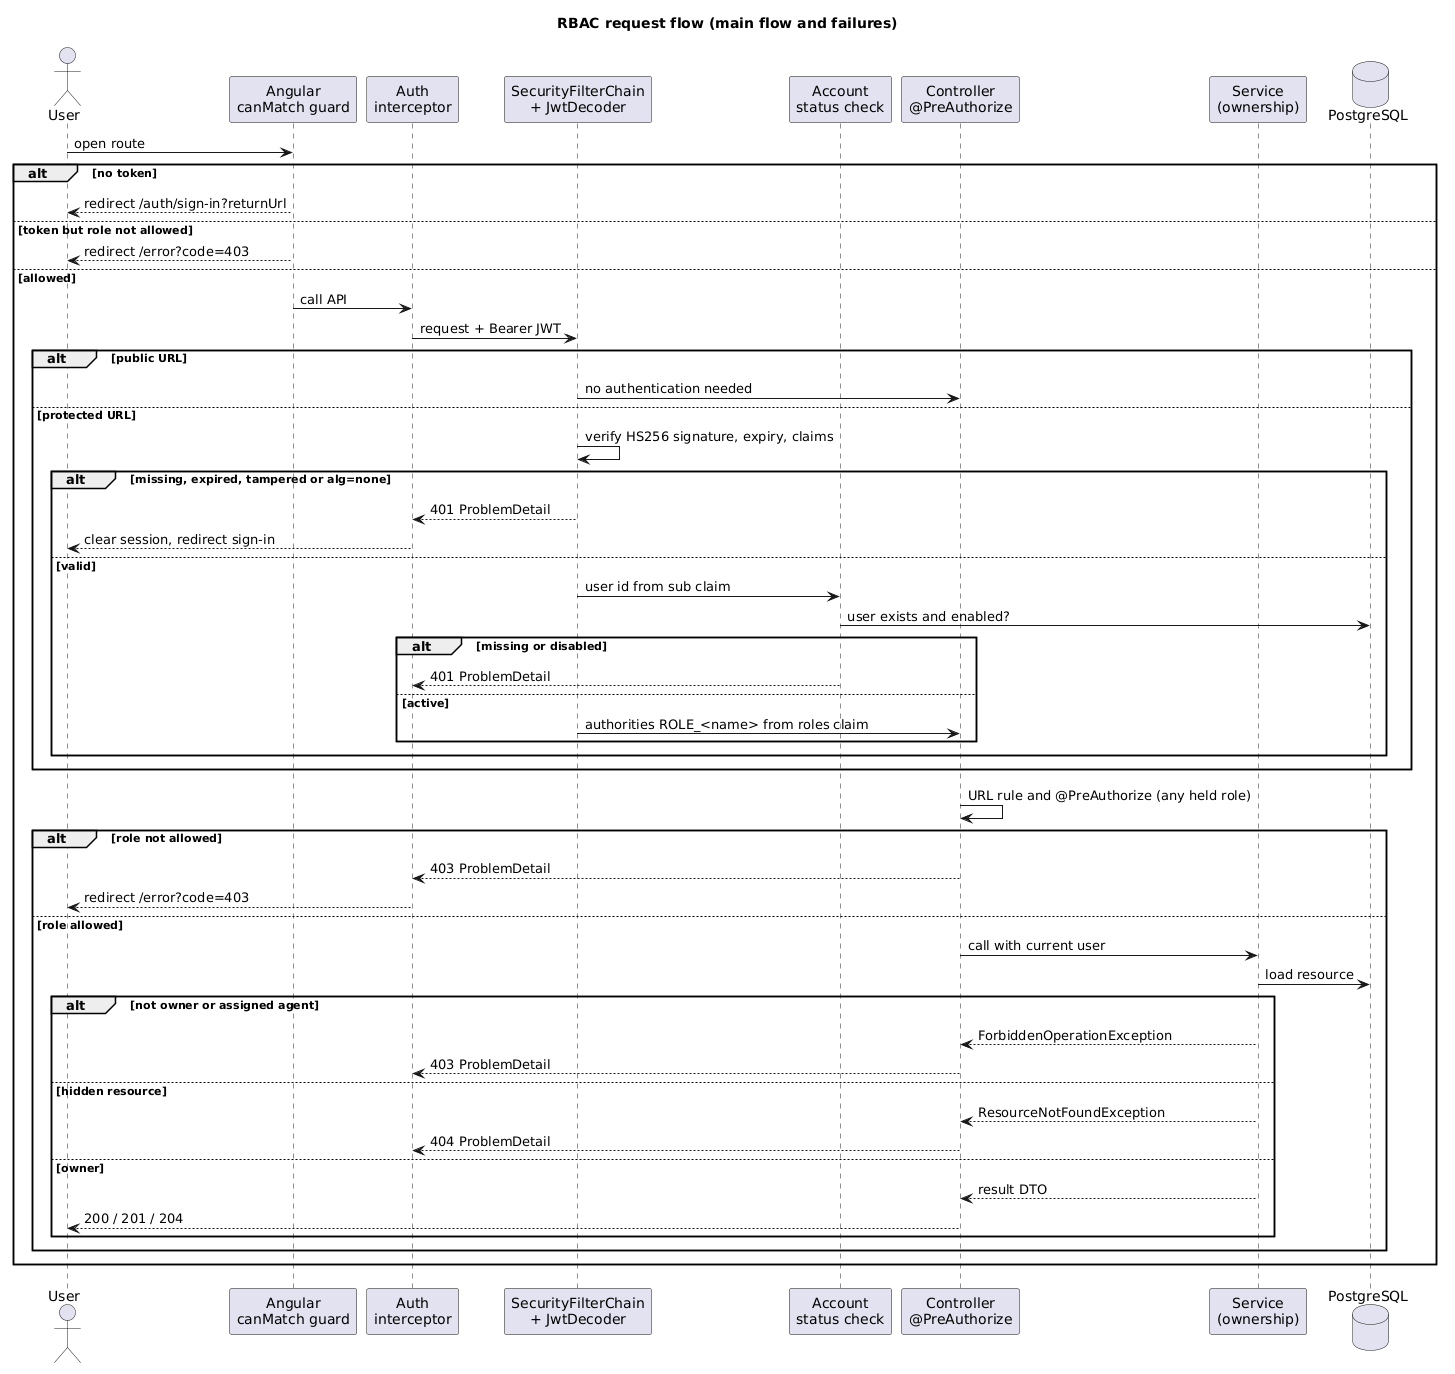 RBAC request flow (main flow and failures)
User
Angular
canMatch guard
Auth
interceptor
SecurityFilterChain
+ JwtDecoder
Account
status check
Controller
@PreAuthorize
Service
(ownership)
PostgreSQL
open route
alt [no token]
redirect /auth/sign-in?returnUrl
[token but role not allowed]
redirect /error?code=403
[allowed]
call API
request + Bearer JWT
alt [public URL]
no authentication needed
[protected URL]
verify HS256 signature, expiry, claims
alt [missing, expired, tampered or alg=none]
401 ProblemDetail
clear session, redirect sign-in
[valid]
user id from sub claim
user exists and enabled?
alt [missing or disabled]
401 ProblemDetail
[active]
authorities ROLE_<name> from roles claim
URL rule and @PreAuthorize (any held role)
alt [role not allowed]
403 ProblemDetail
redirect /error?code=403
[role allowed]
call with current user
load resource
alt [not owner or assigned agent]
ForbiddenOperationException
403 ProblemDetail
[hidden resource]
ResourceNotFoundException
404 ProblemDetail
[owner]
result DTO
200 / 201 / 204
User
Angular
canMatch guard
Auth
interceptor
SecurityFilterChain
+ JwtDecoder
Account
status check
Controller
@PreAuthorize
Service
(ownership)
PostgreSQL